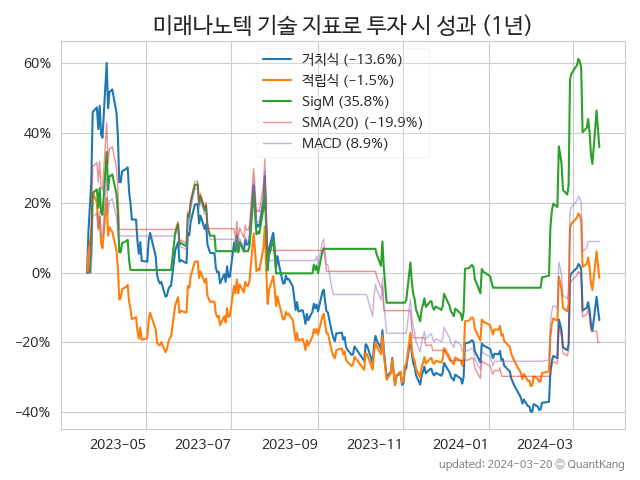 미래나노텍 기술 지표로 투자 시 성과 (1년)
거치식 (−13.6%)
적립식 (−1.5%)
SigM (35.8%)
SMA(20) (−19.9%)
MACD (8.9%)
60%
40%
20%
0%
−20%
−40%
2023-05
2023-07
2023-09
2023-11
2024-01
2024-03
updated: 2024-03-20 © QuantKang